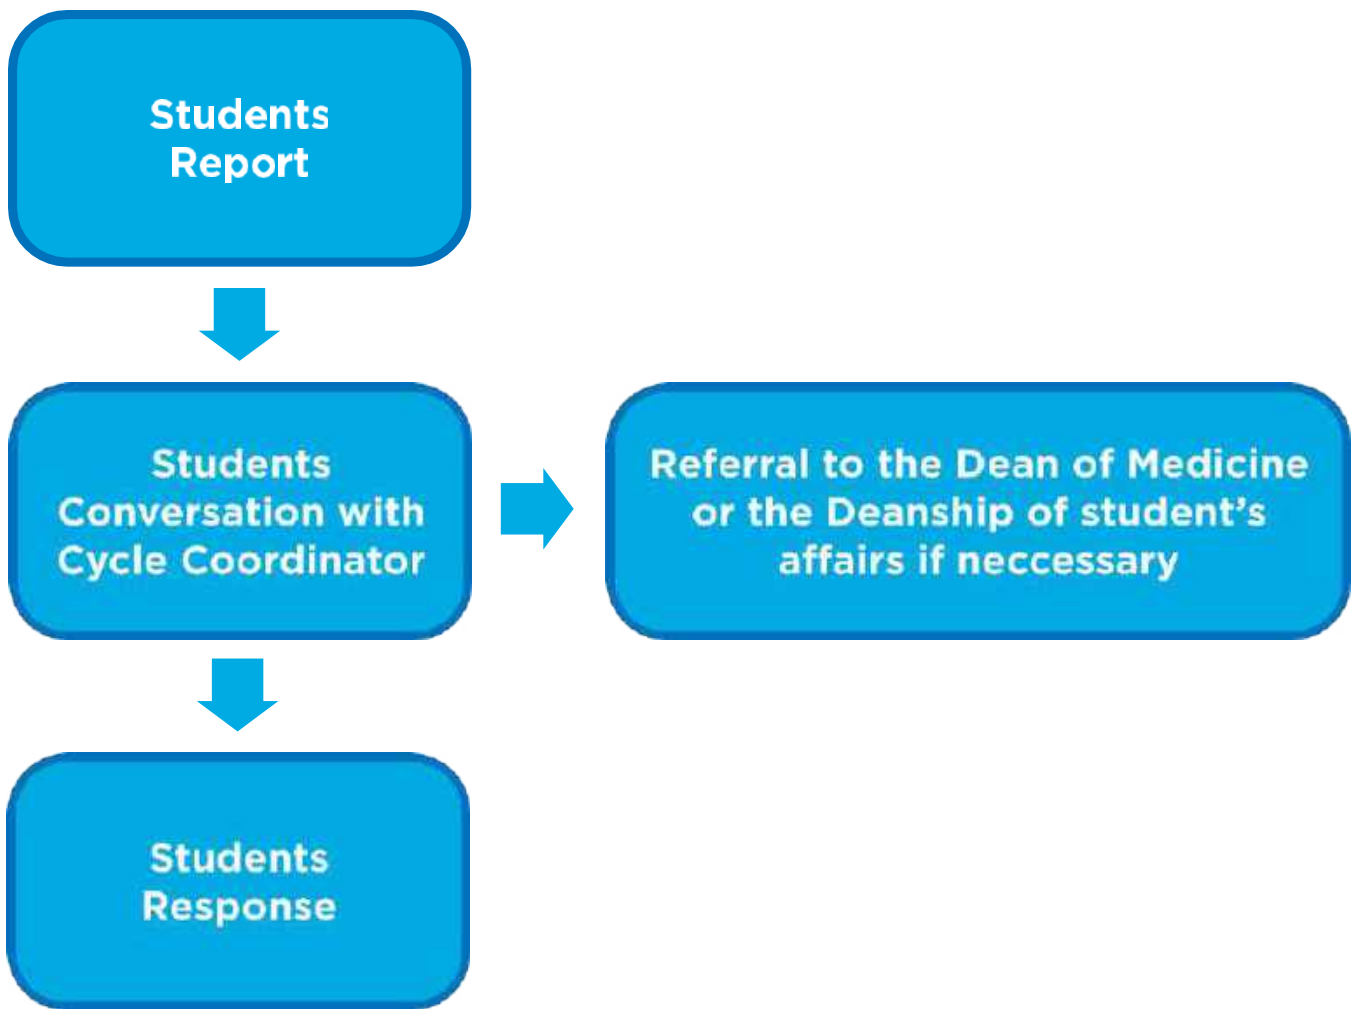 Students
Report
Students
Conversation with
Cycle Coordinator
Referral to the Dean of Medicine
or the Deanship of student’s
affairs if neccessary
Students
Response